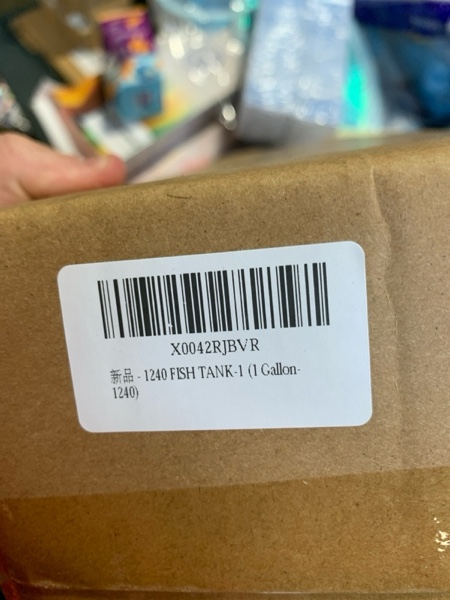 X0042RJBVR
新品 - 1240 FISH TANK-1 (1 Gallon-
1240)